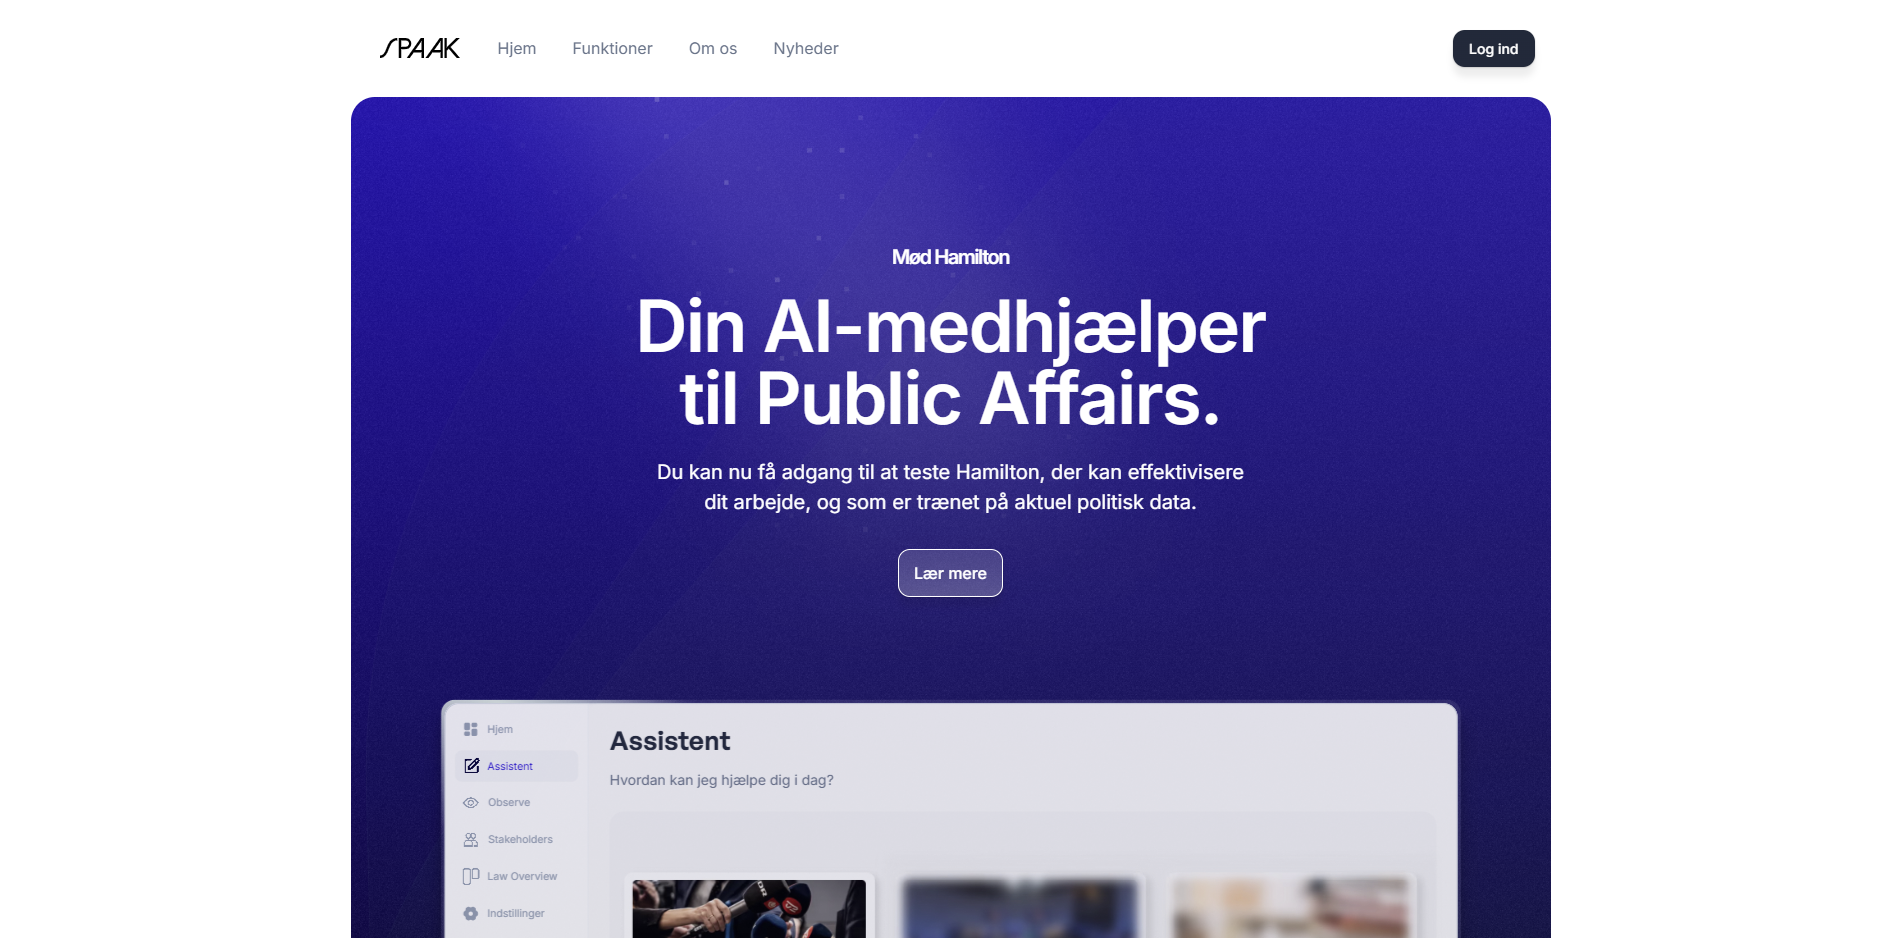 SPAAK
Hjem
Funktioner
Om os
Nyheder
Log ind
Mød Hamilton
Din AI-medhjælper
til Public Affairs.
Du kan nu få adgang til at teste Hamilton, der kan effektivisere
dit arbejde, og som er trænet på aktuel politisk data.
Lær mere
Hjem
Assistent
Observe
Stakeholders
Law Overview
Indstillinger
Assistent
Hvordan kan jeg hjælpe dig i dag?